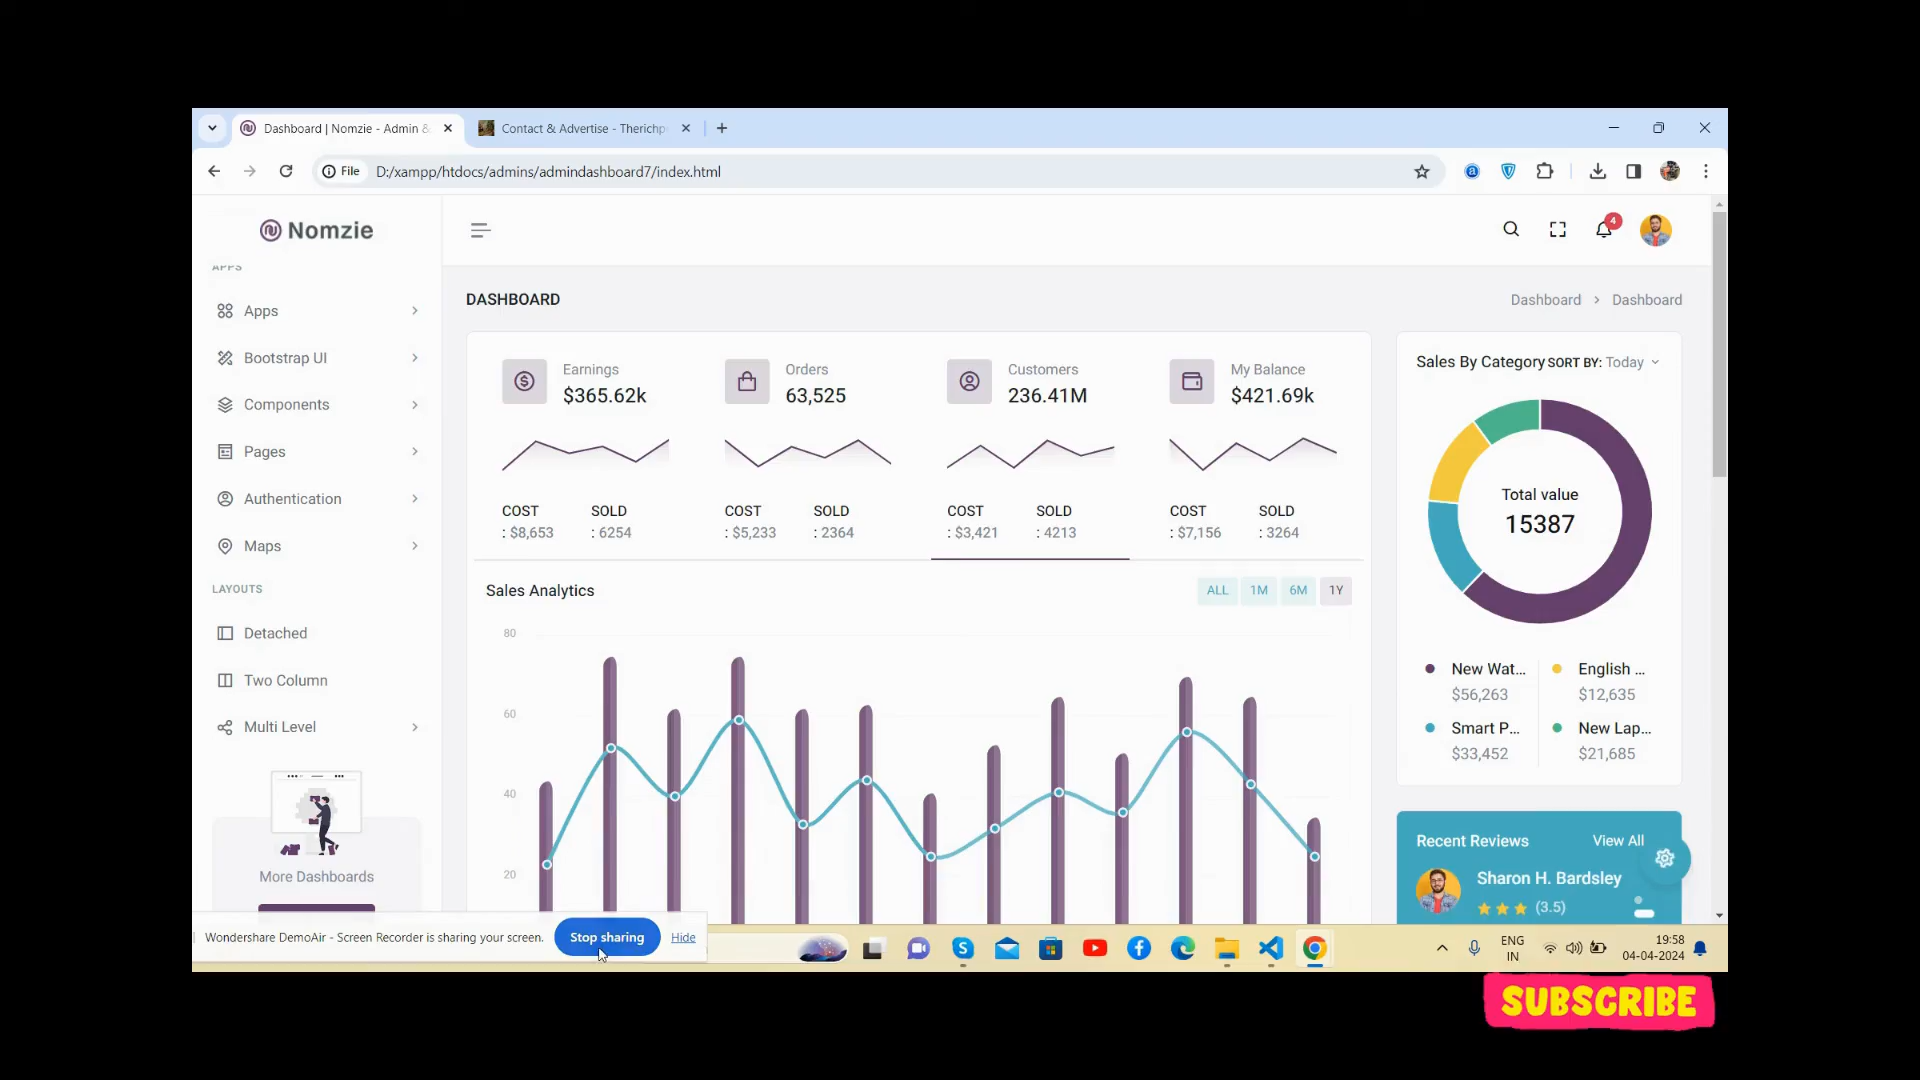 Dashboard | Nomzie - Admin &
Contact & Advertise - Therichp
File
D:/xampp/htdocs/admins/admindashboard7/index.html
Nomzie
4
APPS
Apps
Bootstrap UI
Components
Pages
Authentication
Maps
LAYOUTS
Detached
Two Column
Multi Level
More Dashboards
DASHBOARD
Dashboard > Dashboard
Earnings
$365.62k
COST SOLD
: $8,653 : 6254
Orders
63,525
COST SOLD
: $5,233 : 2364
Customers
236.41M
COST SOLD
: $3,421 : 4213
My Balance
$421.69k
COST SOLD
: $7,156 : 3264
Sales Analytics
ALL 1M 6M 1Y
80
60
40
20
Sales By Category SORT BY: Today
Total value
15387
New Wat...
$56,263
English ...
$12,635
Smart P...
$33,452
New Lap...
$21,685
Recent Reviews View All
Sharon H. Bardsley
(3.5)
Wondershare DemoAir - Screen Recorder is sharing your screen. Stop sharing Hide
ENG
IN
19:58
04-04-2024
SUBSCRIBE